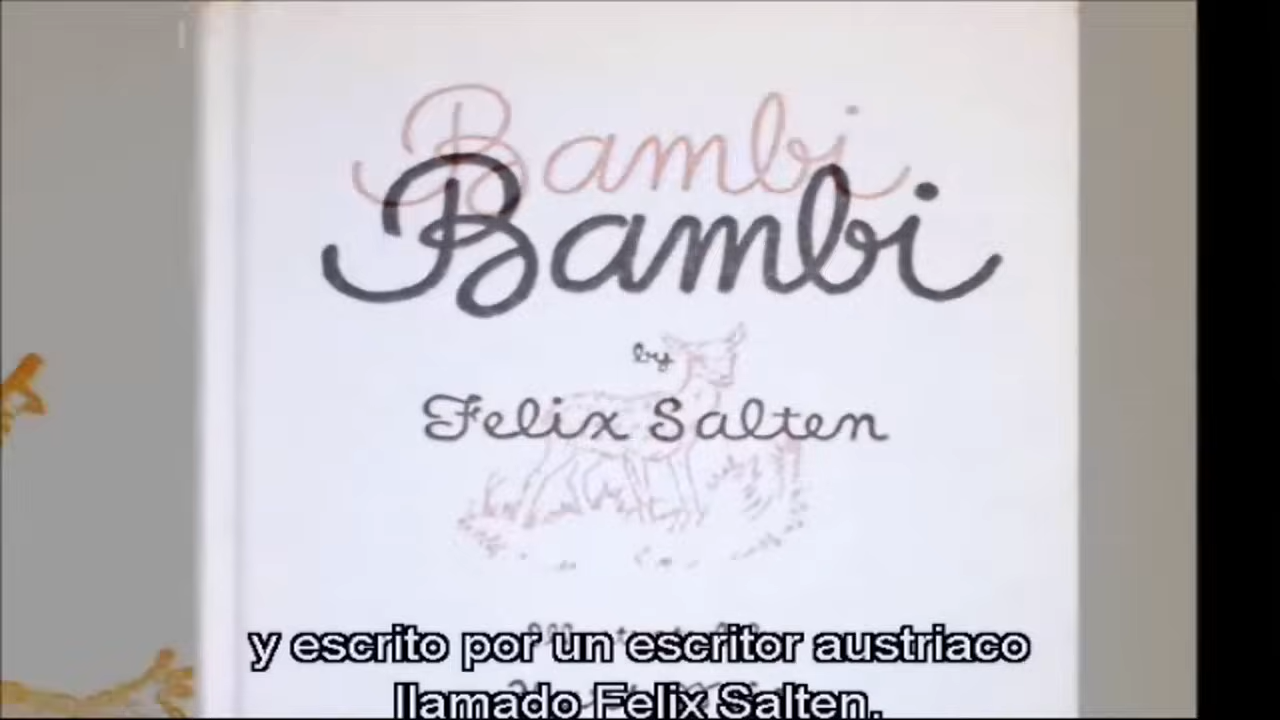 Bambi
Bambi
by
Felix Salten
y escrito por un escritor austriaco
llamado Felix Salten.